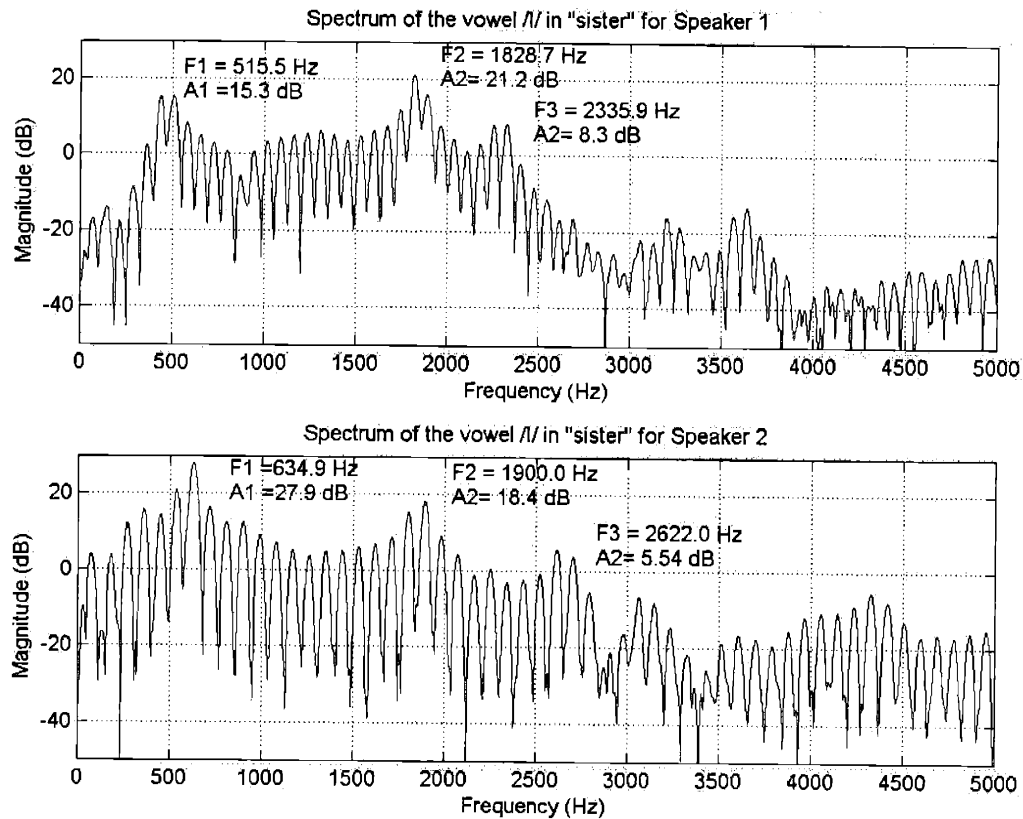 Spectrum of the vowel /I/ in "sister" for Speaker 1
F1 = 515.5 Hz
A1 = 15.3 dB
F2 = 1828.7 Hz
A2= 21.2 dB
F3 = 2335.9 Hz
A2= 8.3 dB
Magnitude (dB)
20
0
-20
-40
0 500 1000 1500 2000 2500 3000 3500 4000 4500 5000
Frequency (Hz)
Spectrum of the vowel /I/ in "sister" for Speaker 2
F1 =634.9 Hz
A1 =27.9 dB
F2 = 1900.0 Hz
A2= 18.4 dB
F3 = 2622.0 Hz
A2= 5.54 dB
Magnitude (dB)
20
0
-20
-40
0 500 1000 1500 2000 2500 3000 3500 4000 4500 5000
Frequency (Hz)